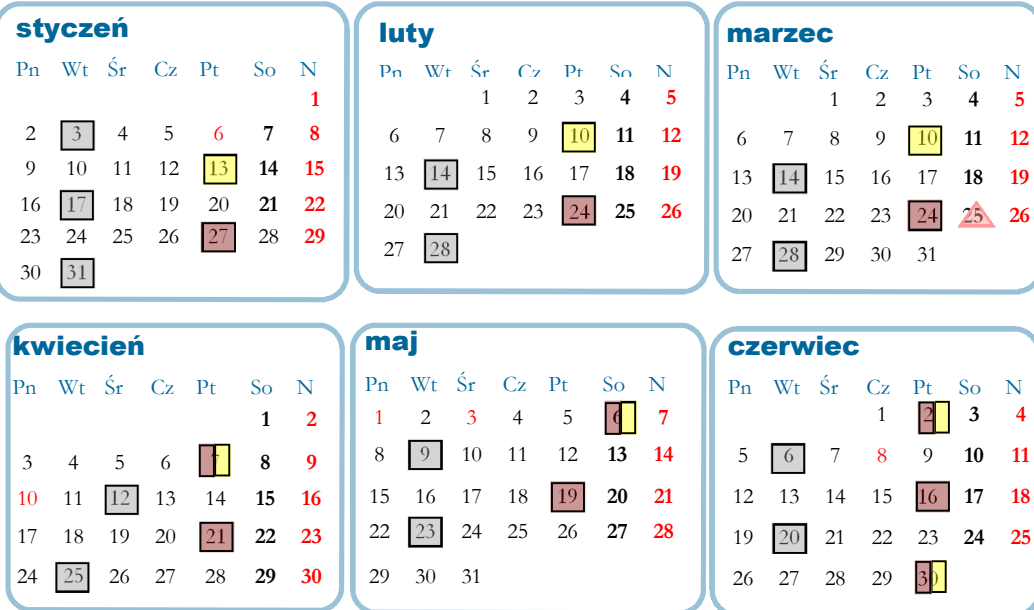 styczeń
Pn Wt Śr Cz Pt So N
1
2 3 4 5 6 7 8
9 10 11 12 13 14 15
16 17 18 19 20 21 22
23 24 25 26 27 28 29
30 31
luty
Pn Wt Śr Cz Pt So N
1 2 3 4 5
6 7 8 9 10 11 12
13 14 15 16 17 18 19
20 21 22 23 24 25 26
27 28
marzec
Pn Wt Śr Cz Pt So N
1 2 3 4 5
6 7 8 9 10 11 12
13 14 15 16 17 18 19
20 21 22 23 24 25 26
27 28 29 30 31
kwiecień
Pn Wt Śr Cz Pt So N
1 2
3 4 5 6 7 8 9
10 11 12 13 14 15 16
17 18 19 20 21 22 23
24 25 26 27 28 29 30
maj
Pn Wt Śr Cz Pt So N
1 2 3 4 5 6 7
8 9 10 11 12 13 14
15 16 17 18 19 20 21
22 23 24 25 26 27 28
29 30 31
czerwiec
Pn Wt Śr Cz Pt So N
1 2 3 4
5 6 7 8 9 10 11
12 13 14 15 16 17 18
19 20 21 22 23 24 25
26 27 28 29 30